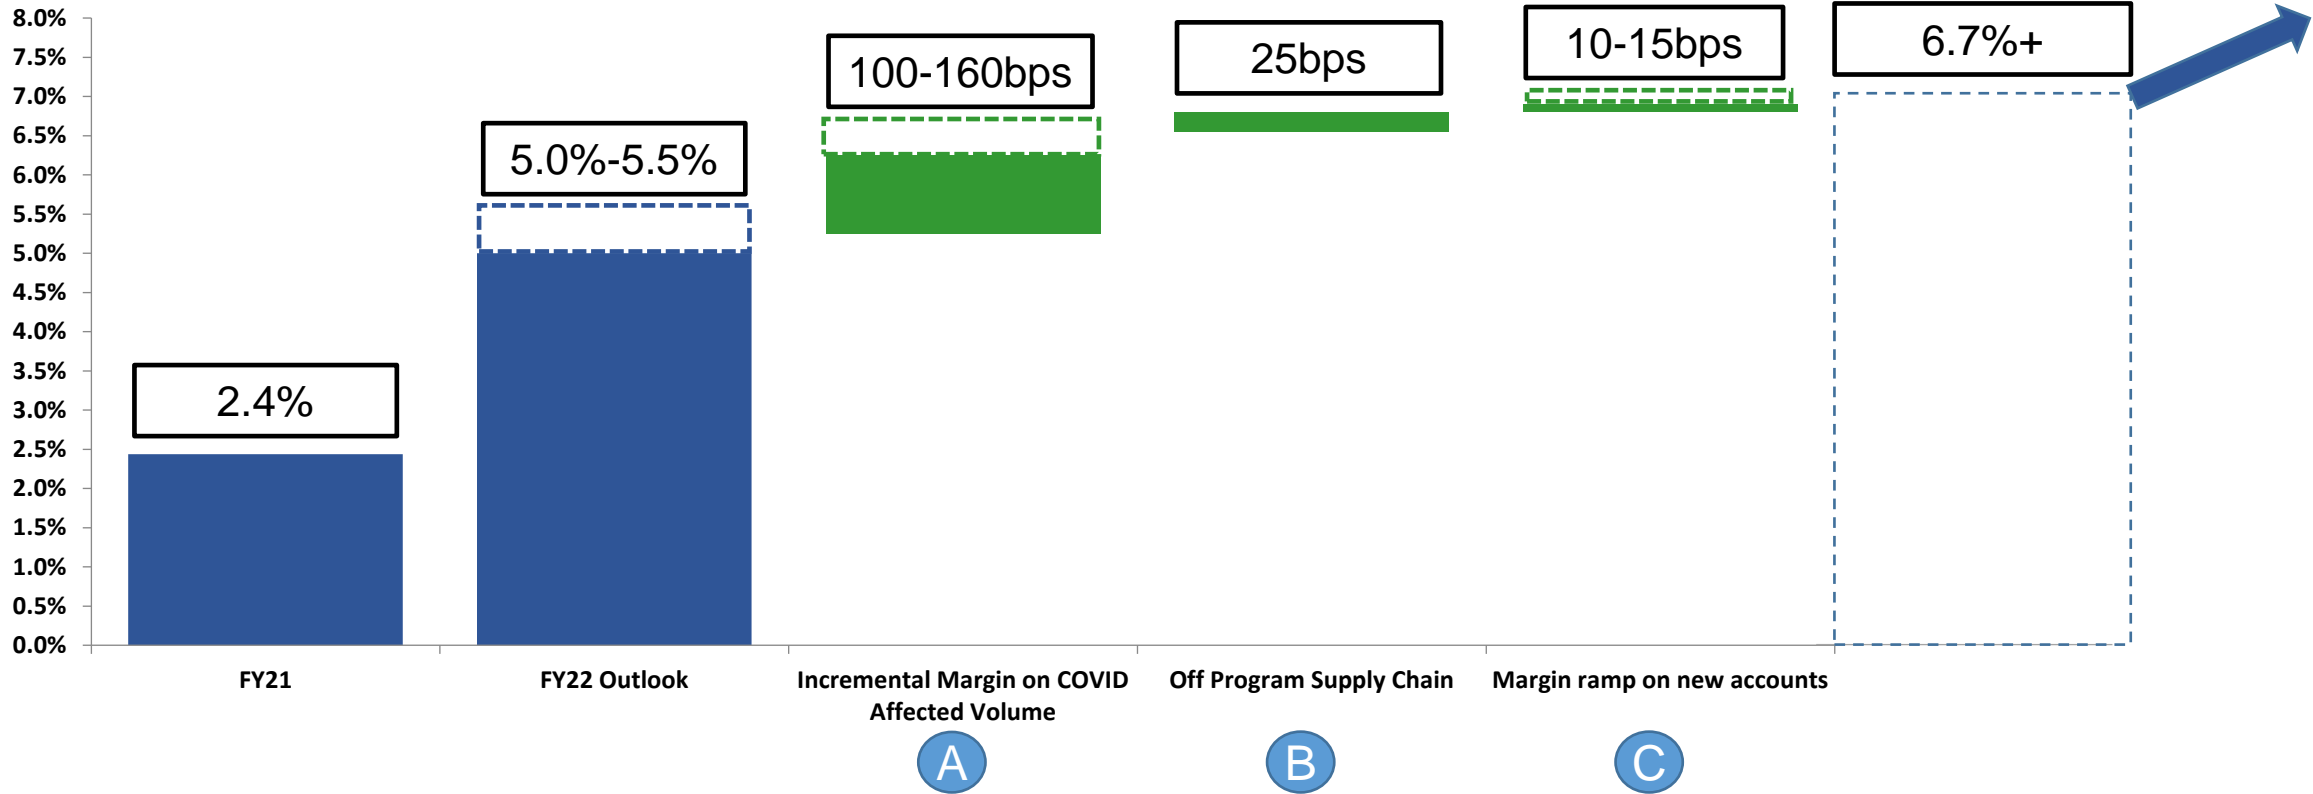 8.0%
7.5%
7.0%
6.5%
6.0%
5.5%
5.0%
4.5%
4.0%
3.5%
3.0%
2.5%
2.0%
1.5%
1.0%
0.5%
0.0%
2.4%
5.0%-5.5%
100-160bps
25bps
10-15bps
6.7%+
FY21
FY22 Outlook
Incremental Margin on COVID
Affected Volume
Off Program Supply Chain
Margin ramp on new accounts
A
B
C